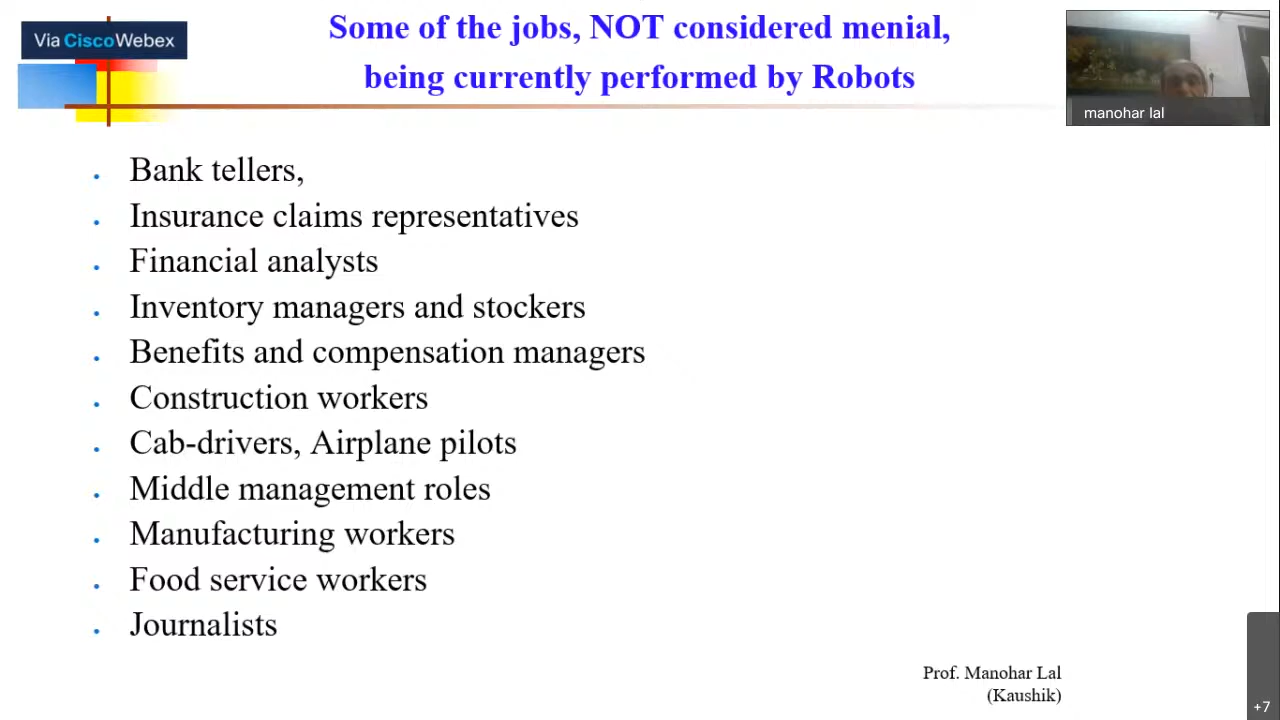 Via CiscoWebex
Some of the jobs, NOT considered menial,
being currently performed by Robots
manohar lal
Bank tellers,
Insurance claims representatives
Financial analysts
Inventory managers and stockers
Benefits and compensation managers
Construction workers
Cab-drivers, Airplane pilots
Middle management roles
Manufacturing workers
Food service workers
Journalists
Prof. Manohar Lal
(Kaushik)
+7